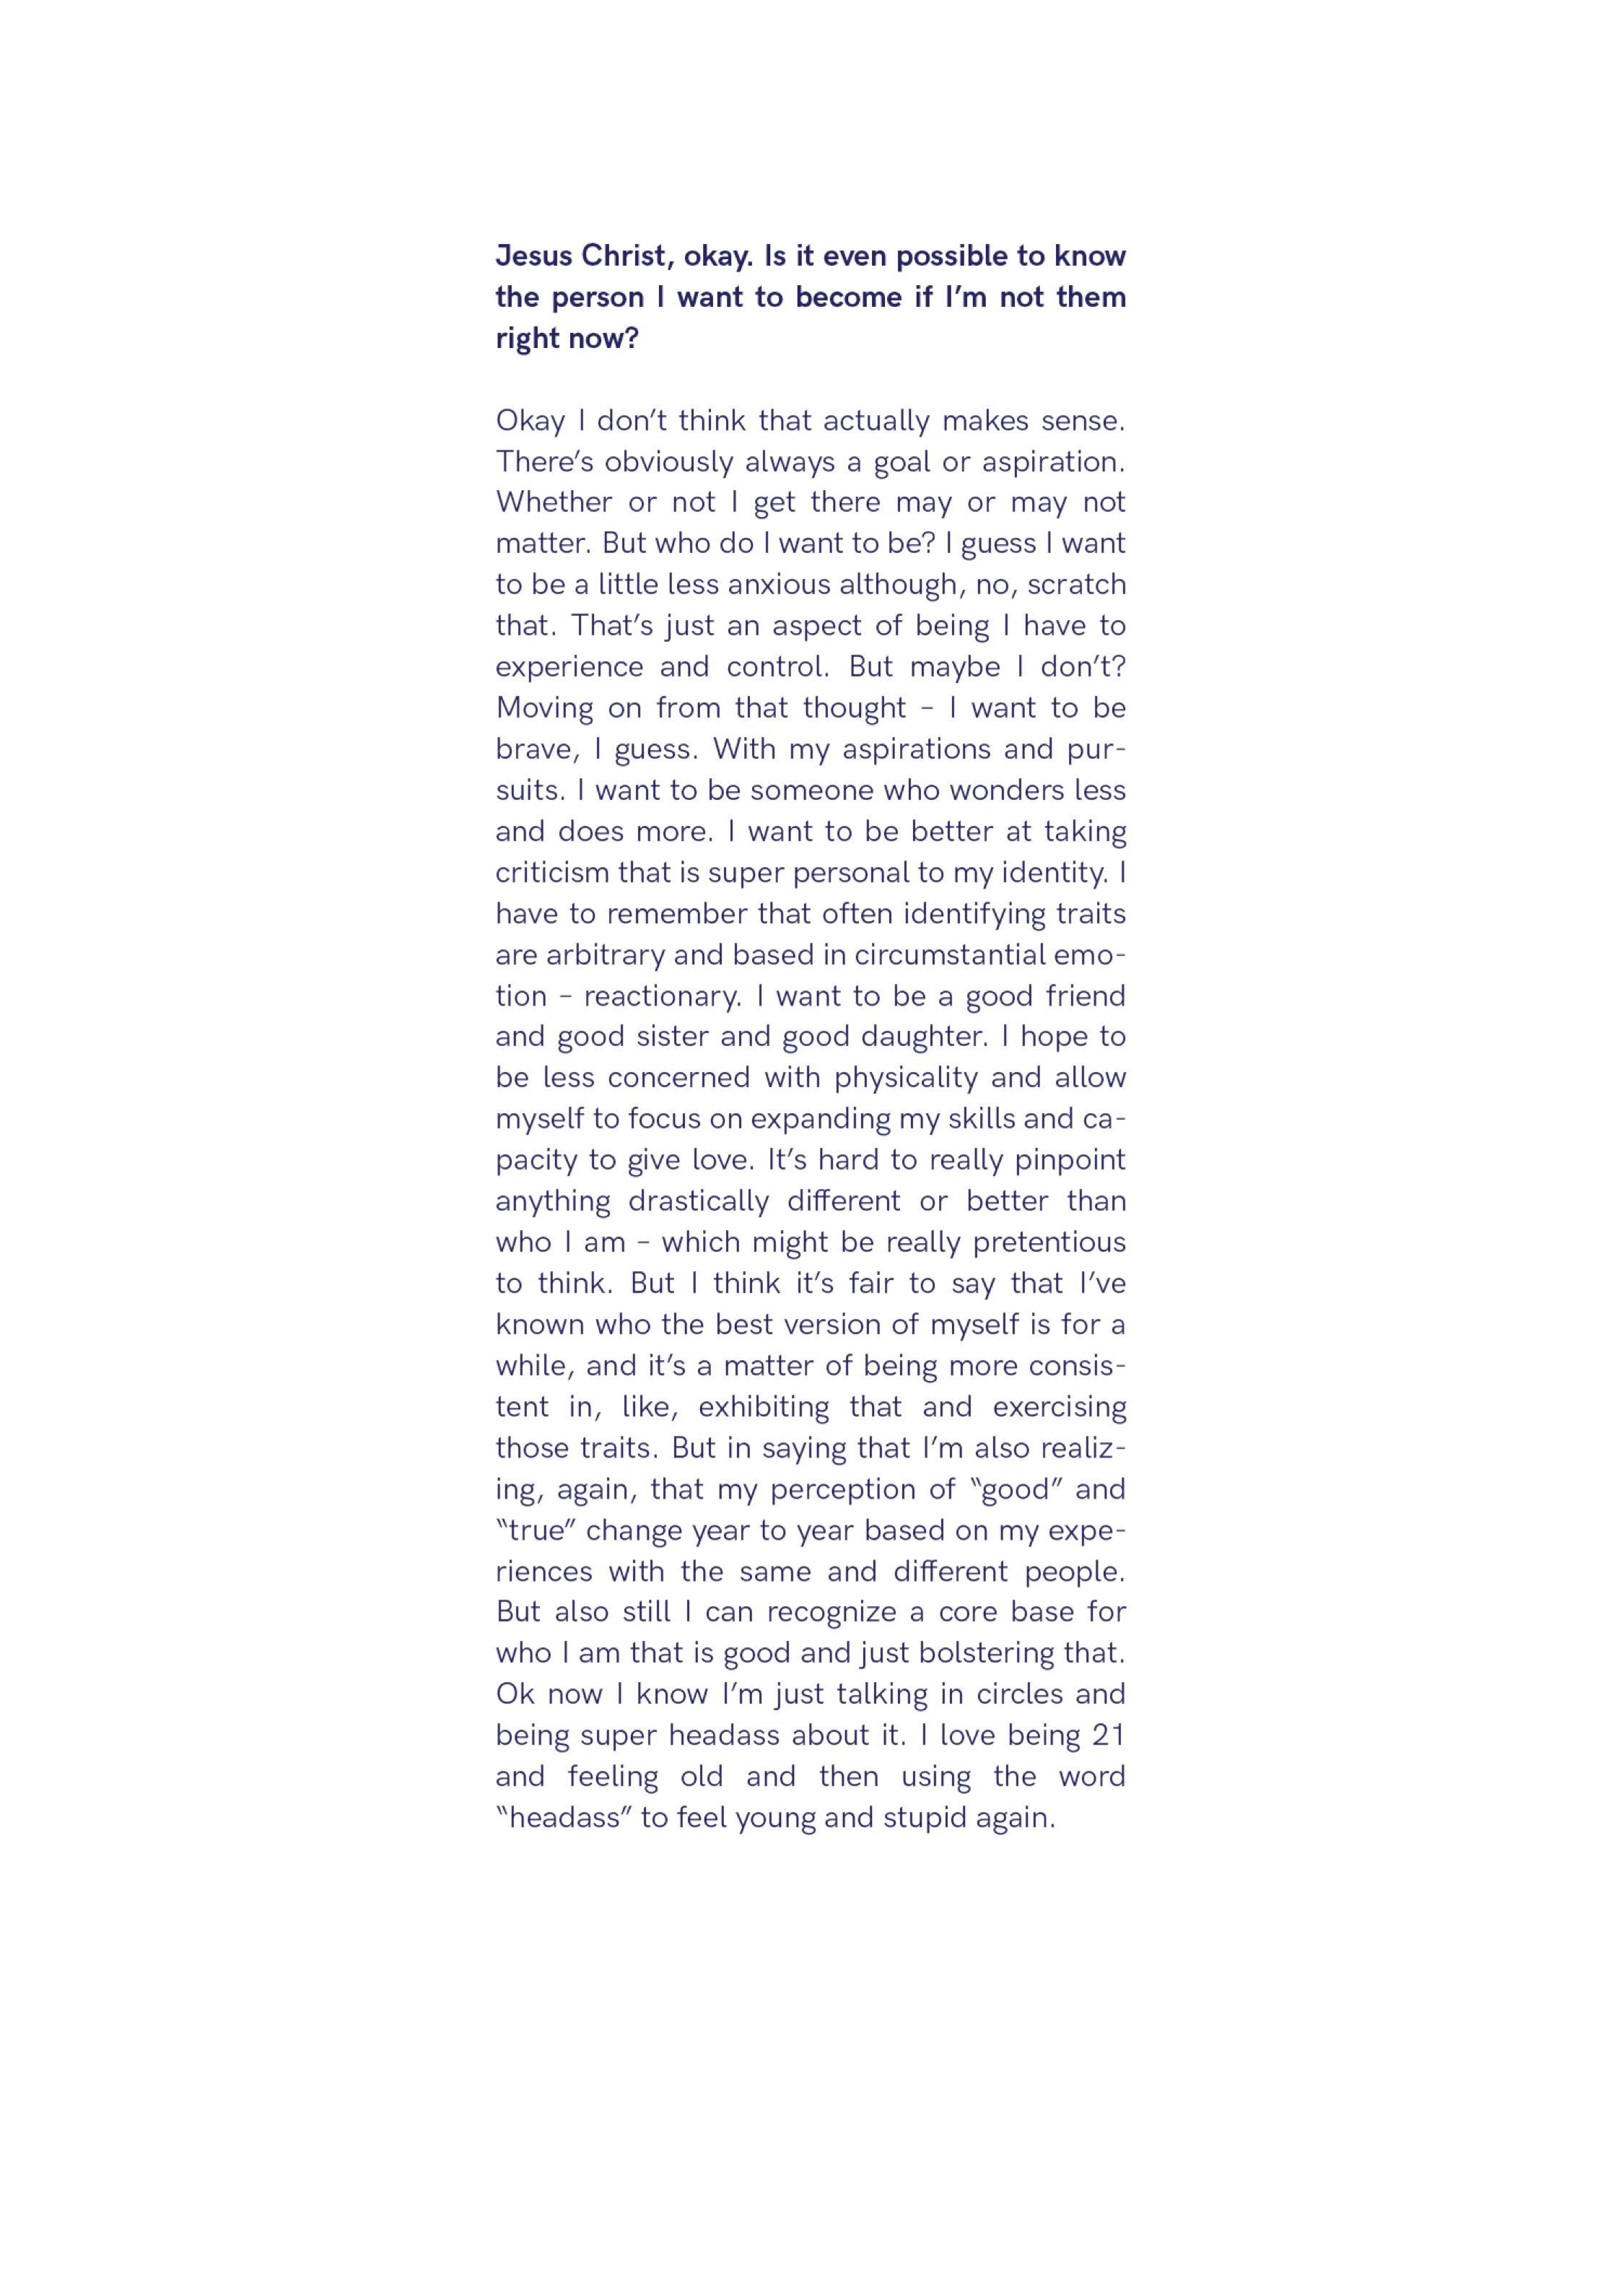 Jesus Christ, okay. Is it even possible to know
the person I want to become if I’m not them
right now?
Okay I don’t think that actually makes sense.
There’s obviously always a goal or aspiration.
Whether or not I get there may or may not
matter. But who do I want to be? I guess I want
to be a little less anxious although, no, scratch
that. That’s just an aspect of being I have to
experience and control. But maybe I don’t?
Moving on from that thought – I want to be
brave, I guess. With my aspirations and pur-
suits. I want to be someone who wonders less
and does more. I want to be better at taking
criticism that is super personal to my identity. I
have to remember that often identifying traits
are arbitrary and based in circumstantial emo-
tion – reactionary. I want to be a good friend
and good sister and good daughter. I hope to
be less concerned with physicality and allow
myself to focus on expanding my skills and ca-
pacity to give love. It’s hard to really pinpoint
anything drastically different or better than
who I am – which might be really pretentious
to think. But I think it’s fair to say that I’ve
known who the best version of myself is for a
while, and it’s a matter of being more consis-
tent in, like, exhibiting that and exercising
those traits. But in saying that I’m also realiz-
ing, again, that my perception of “good” and
“true” change year to year based on my expe-
riences with the same and different people.
But also still I can recognize a core base for
who I am that is good and just bolstering that.
Ok now I know I’m just talking in circles and
being super headass about it. I love being 21
and feeling old and then using the word
“headass” to feel young and stupid again.